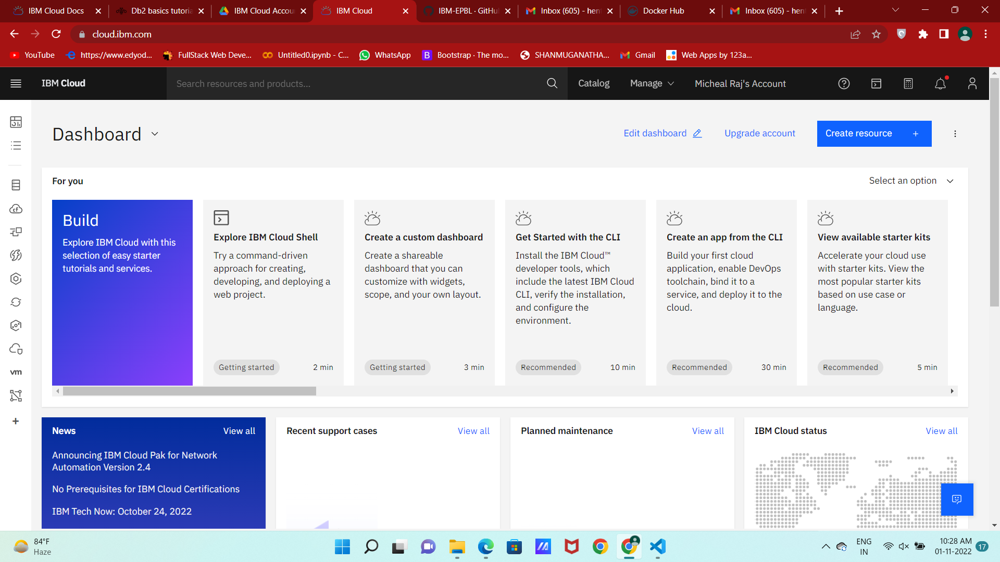 IBM Cloud Docs
Db2 basics tutoria
IBM Cloud Accou
IBM Cloud
IBM-EPBL · GitHub
Inbox (605) - hen
Docker Hub
Inbox (605) - hen
cloud.ibm.com
YouTube
https://www.edyod...
FullStack Web Deve...
Untitled0.ipynb - C...
WhatsApp
B
Bootstrap · The mo...
SHANMUGANATHA...
Gmail
Web Apps by 123a...
IBM Cloud
Search resources and products...
Catalog
Manage
Micheal Raj's Account
Dashboard
Edit dashboard
Upgrade account
Create resource +
For you
Select an option
Build
Explore IBM Cloud with this
selection of easy starter
tutorials and services.
Explore IBM Cloud Shell
Try a command-driven
approach for creating,
developing, and deploying a
web project.
Getting started
2 min
Create a custom dashboard
Create a shareable
dashboard that you can
customize with widgets,
scope, and your own layout.
Getting started
3 min
Get Started with the CLI
Install the IBM Cloud™
developer tools, which
include the latest IBM Cloud
CLI, verify the installation,
and configure the
environment.
Recommended
10 min
Create an app from the CLI
Build your first cloud
application, enable DevOps
toolchain, bind it to a
service, and deploy it to the
cloud.
Recommended
30 min
View available starter kits
Accelerate your cloud use
with starter kits. View the
most popular starter kits
based on use case or
language.
Recommended
5 min
cf
vm
News
View all
Announcing IBM Cloud Pak for Network
Automation Version 2.4
No Prerequisites for IBM Cloud Certifications
IBM Tech Now: October 24, 2022
Recent support cases
View all
Planned maintenance
View all
IBM Cloud status
View all
84°F
Haze
ENG
IN
10:28 AM
01-11-2022
17